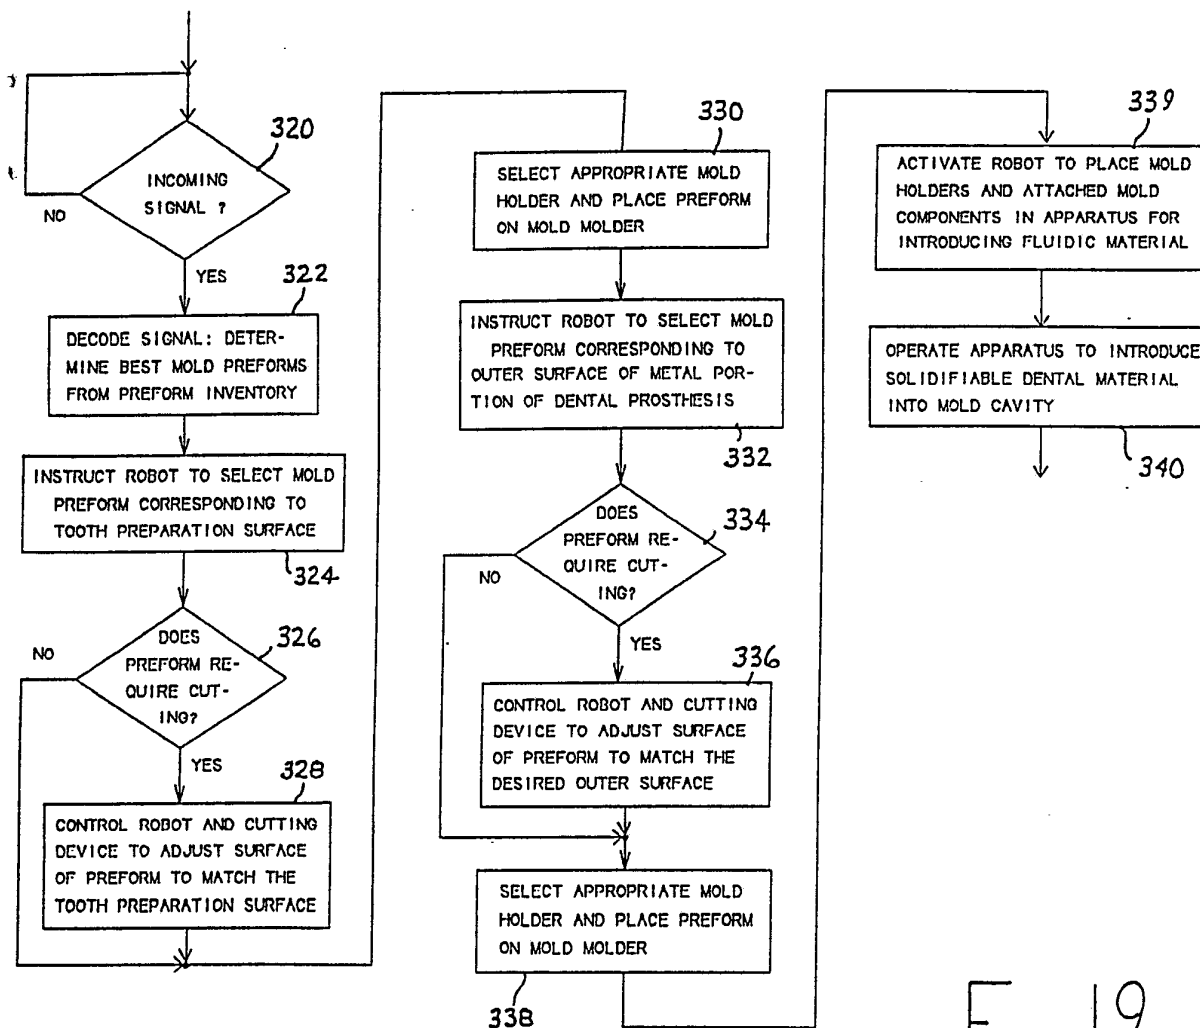 320
INCOMING
SIGNAL ?
NO
YES
322
DECODE SIGNAL: DETER-
MINE BEST MOLD PREFORMS
FROM PREFORM INVENTORY
INSTRUCT ROBOT TO SELECT MOLD
PREFORM CORRESPONDING TO
TOOTH PREPARATION SURFACE
324
DOES
PREFORM RE-
QUIRE CUT-
ING?
326
NO
YES
328
CONTROL ROBOT AND CUTTING
DEVICE TO ADJUST SURFACE
OF PREFORM TO MATCH THE
TOOTH PREPARATION SURFACE
330
SELECT APPROPRIATE MOLD
HOLDER AND PLACE PREFORM
ON MOLD MOLDER
INSTRUCT ROBOT TO SELECT MOLD
PREFORM CORRESPONDING TO
OUTER SURFACE OF METAL POR-
TION OF DENTAL PROSTHESIS
332
DOES
PREFORM RE-
QUIRE CUT-
ING?
334
NO
YES
336
CONTROL ROBOT AND CUTTING
DEVICE TO ADJUST SURFACE
OF PREFORM TO MATCH THE
DESIRED OUTER SURFACE
SELECT APPROPRIATE MOLD
HOLDER AND PLACE PREFORM
ON MOLD MOLDER
338
339
ACTIVATE ROBOT TO PLACE MOLD
HOLDERS AND ATTACHED MOLD
COMPONENTS IN APPARATUS FOR
INTRODUCING FLUIDIC MATERIAL
OPERATE APPARATUS TO INTRODUCE
SOLIDIFIABLE DENTAL MATERIAL
INTO MOLD CAVITY
340
F 19